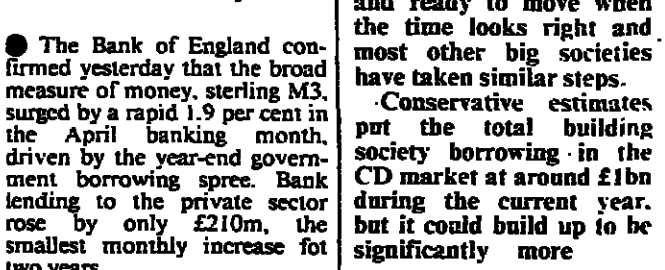 ● The Bank of England con-
firmed yesterday that the broad
measure of money, sterling M3,
surged by a rapid 1.9 per cent in
the April banking month,
driven by the year-end govern-
ment borrowing spree. Bank
lending to the private sector
rose by only £210m, the
smallest monthly increase fot
two years
and ready to move when
the time looks right and
most other big societies
have taken similar steps.
Conservative estimates
put the total building
society borrowing in the
CD market at around £1bn
during the current year.
but it could build up to be
significantly more